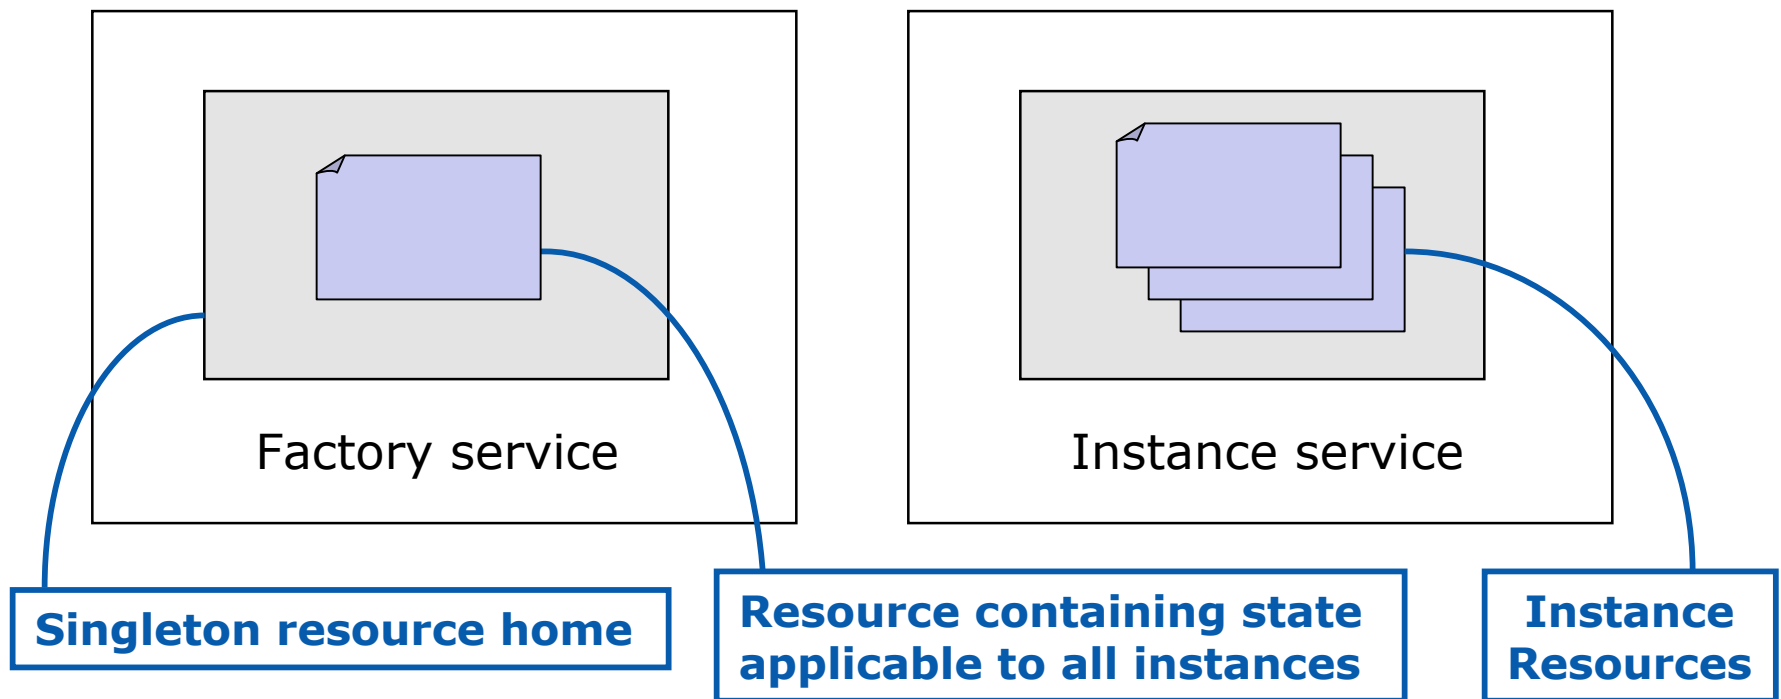 Factory service
Instance service
Singleton resource home
Resource containing state
applicable to all instances
Instance
Resources